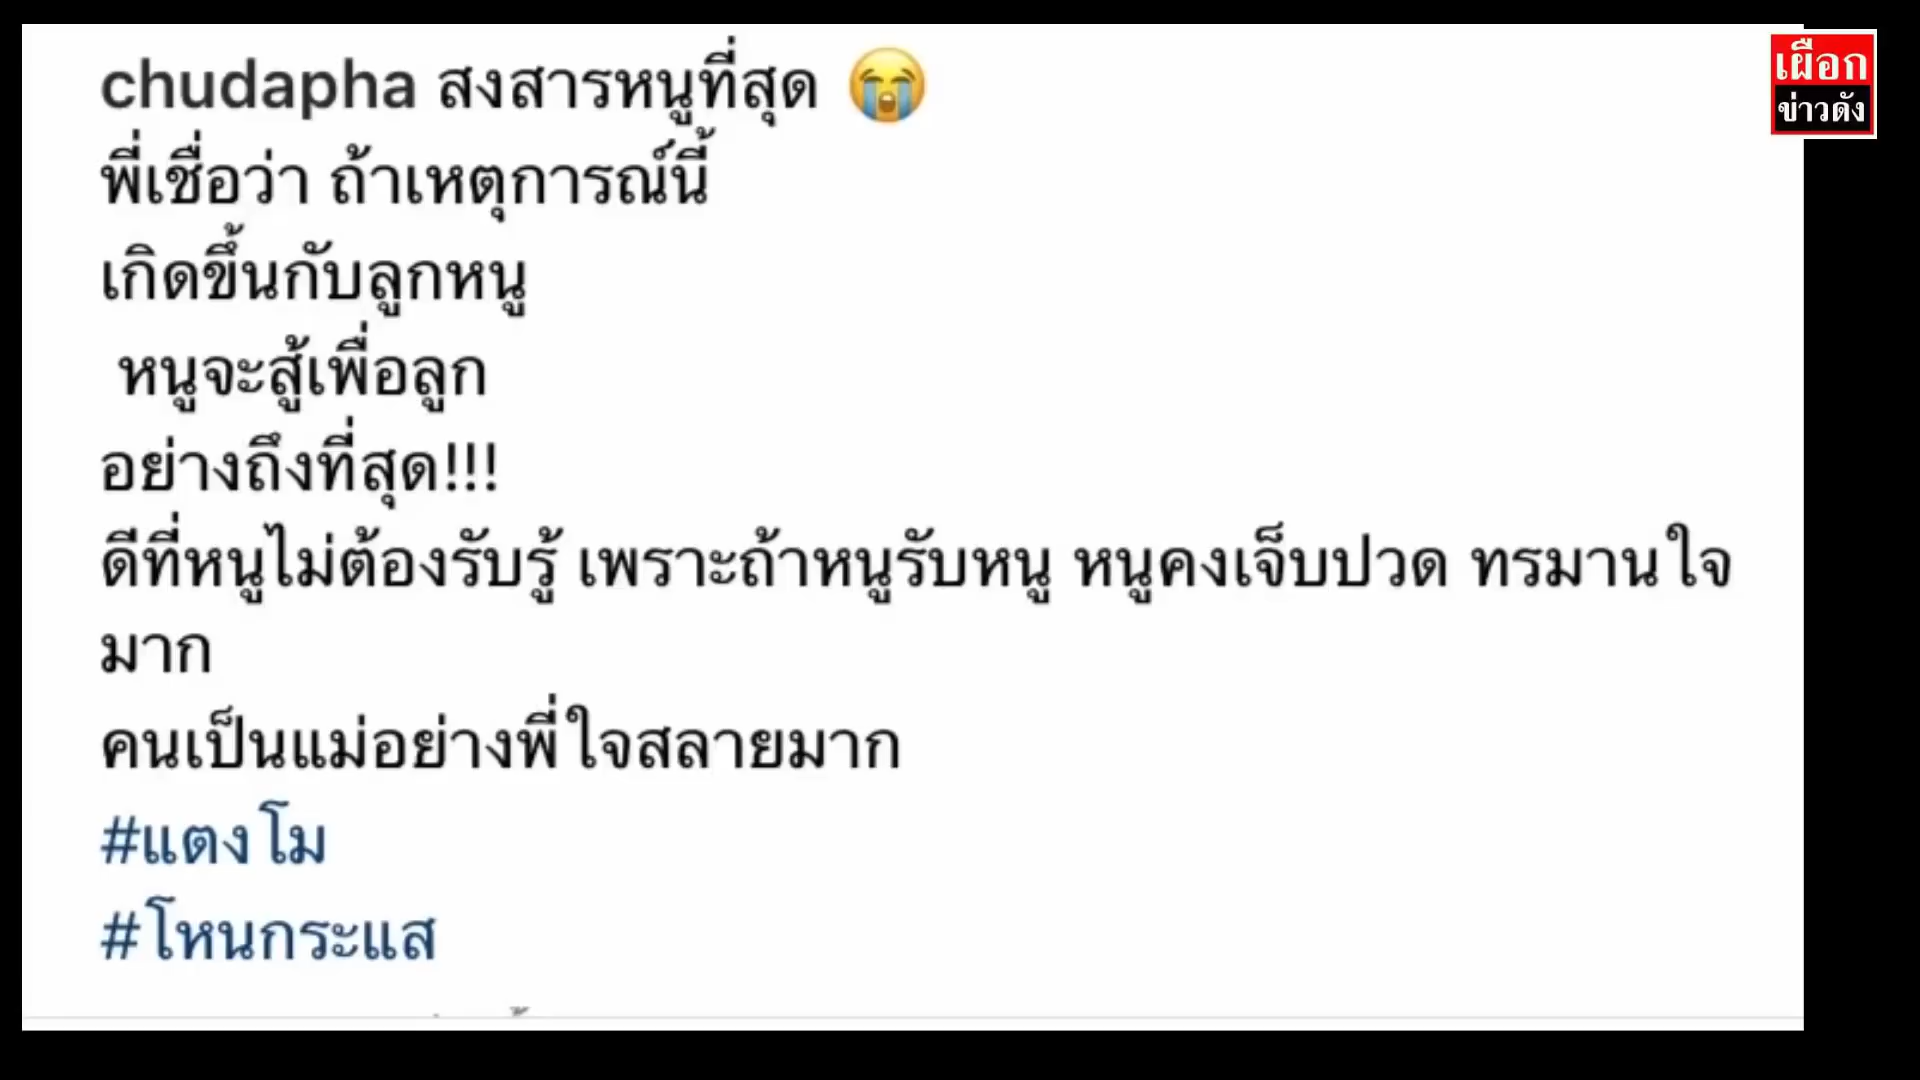 chudapha สงสารหนูที่สุด 😭
พี่เชื่อว่า ถ้าเหตุการณ์นี้
เกิดขึ้นกับลูกหนู
หนูจะสู้เพื่อลูก
อย่างถึงที่สุด!!!
ดีที่หนูไม่ต้องรับรู้ เพราะถ้าหนูรับหนู หนูคงเจ็บปวด ทรมานใจ
มาก
คนเป็นแม่อย่างพี่ใจสลายมาก
#แตงโม
#โหนกระแส
เผือก
ข่าวดัง